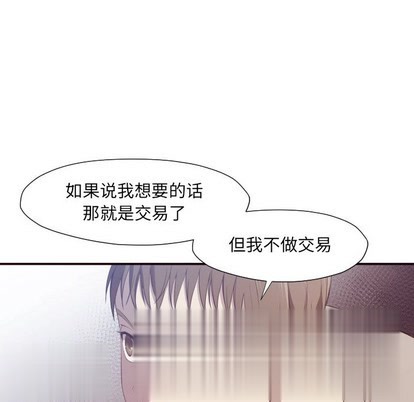 如果说我想要的话
那就是交易了
但我不做交易